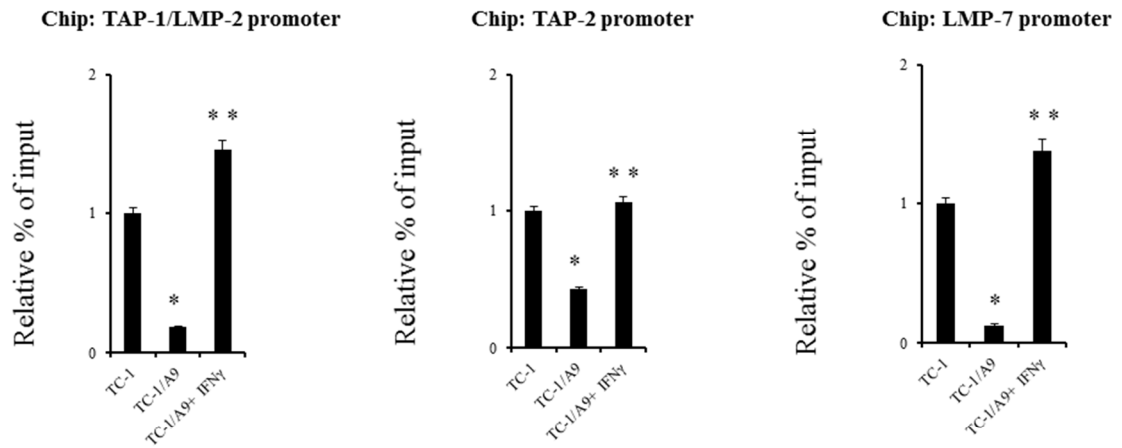 Chip: TAP-1/LMP-2 promoter
Relative % of input
2
1
0
* *
*
TC-1
TC-1/A9
TC-1/A9+ IFNγ
Chip: TAP-2 promoter
Relative % of input
2
1
0
* *
*
TC-1
TC-1/A9
TC-1/A9+ IFNγ
Chip: LMP-7 promoter
Relative % of input
2
1
0
* *
*
TC-1
TC-1/A9
TC-1/A9+ IFNγ